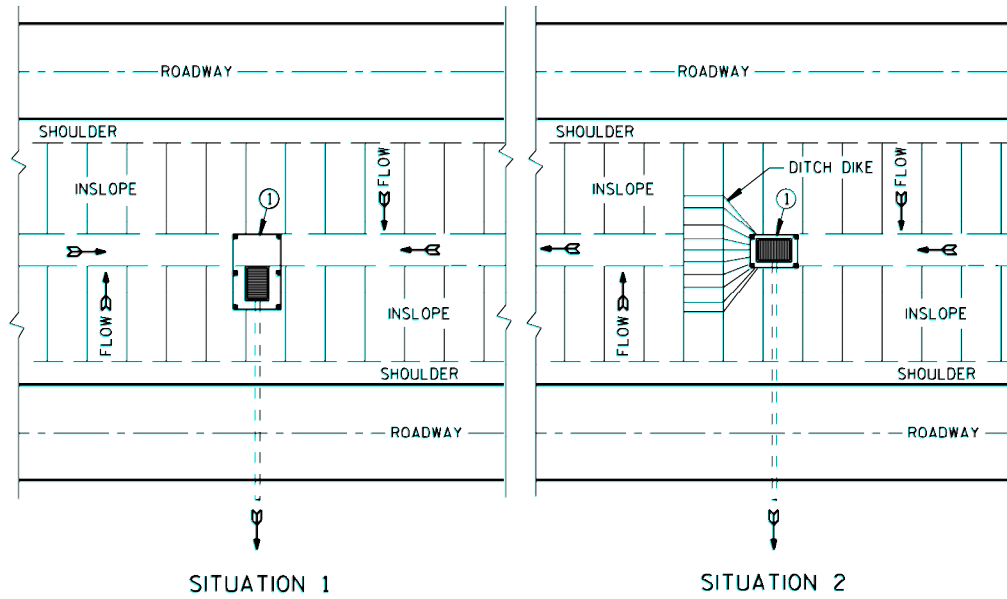 ROADWAY
SHOULDER
INSLOPE
FLOW
1
FLOW
INSLOPE
SHOULDER
ROADWAY
SITUATION 1
ROADWAY
SHOULDER
DITCH DIKE
INSLOPE
FLOW
1
FLOW
INSLOPE
SHOULDER
ROADWAY
SITUATION 2